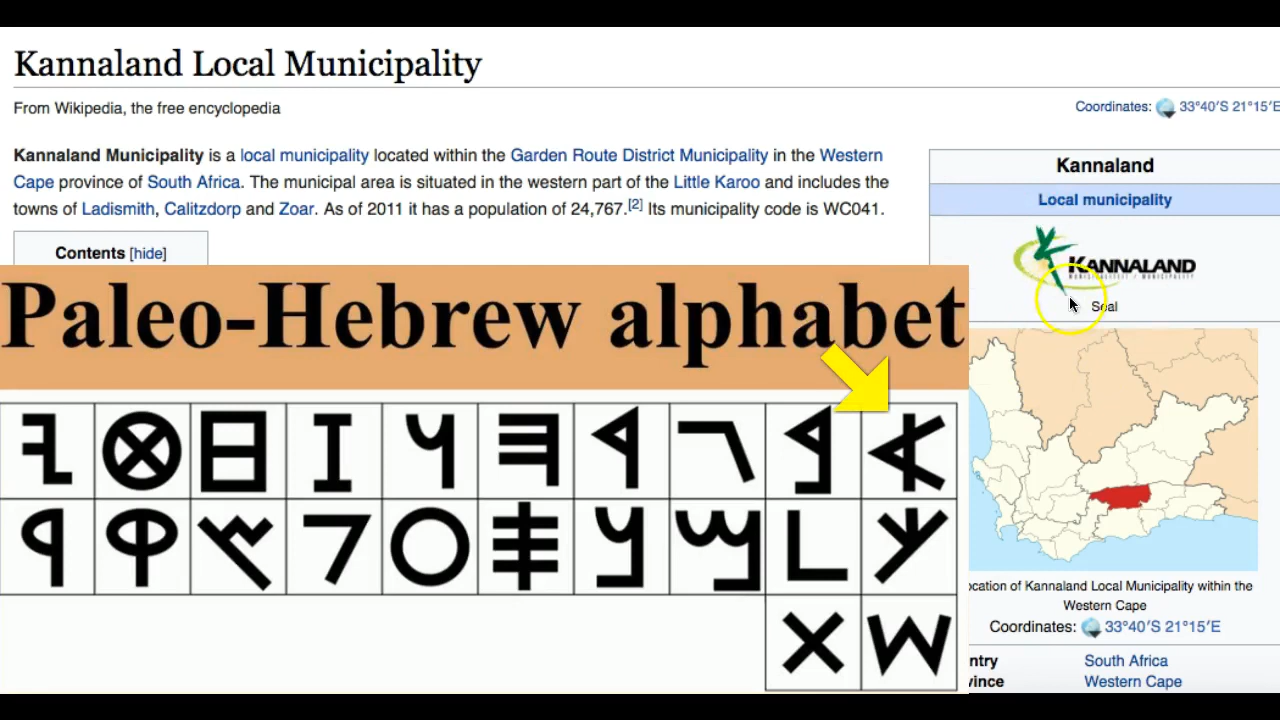 Kannaland Local Municipality
From Wikipedia, the free encyclopedia
Coordinates: 33°40′S 21°15′E
Kannaland Municipality is a local municipality located within the Garden Route District Municipality in the Western
Cape province of South Africa. The municipal area is situated in the western part of the Little Karoo and includes the
towns of Ladismith, Calitzdorp and Zoar. As of 2011 it has a population of 24,767.[2] Its municipality code is WC041.
Contents [hide]
Kannaland
Local municipality
KANNALAND
Seal
Paleo-Hebrew alphabet
𐤉 𐤈 𐤇 𐤆 𐤅 𐤄 𐤃 𐤂 𐤁 𐤀
𐤒 𐤑 𐤐 𐤏 𐤎 𐤍 𐤌 𐤋 𐤊
𐤕 𐤔
ocation of Kannaland Local Municipality within the
Western Cape
Coordinates: 33°40′S 21°15′E
ntry South Africa
vince Western Cape